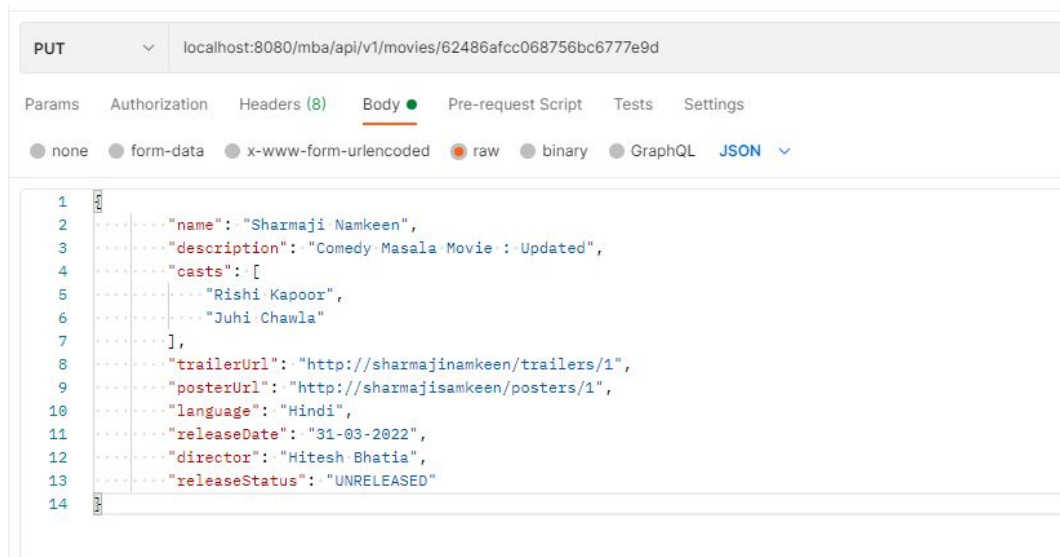 PUT localhost:8080/mba/api/v1/movies/62486afcc068756bc6777e9d
Params Authorization Headers (8) Body Pre-request Script Tests Settings
none form-data x-www-form-urlencoded raw binary GraphQL JSON
1 {
2 "name": "Sharmaji Namkeen",
3 "description": "Comedy Masala Movie : Updated",
4 "casts": [
5 "Rishi Kapoor",
6 "Juhi Chawla"
7 ],
8 "trailerUrl": "http://sharmajinamkeen/trailers/1",
9 "posterUrl": "http://sharmajisamkeen/posters/1",
10 "language": "Hindi",
11 "releaseDate": "31-03-2022",
12 "director": "Hitesh Bhatia",
13 "releaseStatus": "UNRELEASED"
14 }